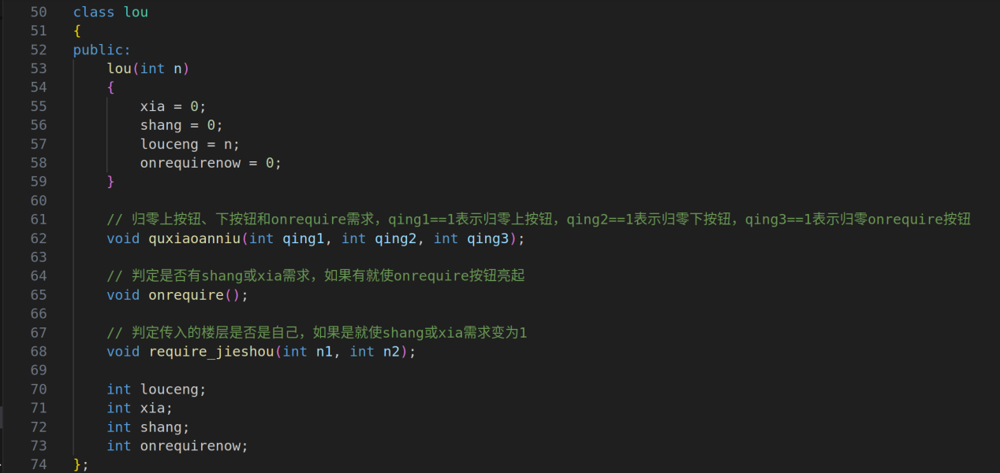 50 class lou
51 {
52 public:
53     lou(int n)
54     {
55         xia = 0;
56         shang = 0;
57         louceng = n;
58         onrequirenow = 0;
59     }
60
61     // 归零上按钮、下按钮和onrequire需求，qing1==1表示归零上按钮，qing2==1表示归零下按钮，qing3==1表示归零onrequire按钮
62     void quxiaoanniu(int qing1, int qing2, int qing3);
63
64     // 判定是否有shang或xia需求，如果有就使onrequire按钮亮起
65     void onrequire();
66
67     // 判定传入的楼层是否是自己，如果是就使shang或xia需求变为1
68     void require_jieshou(int n1, int n2);
69
70     int louceng;
71     int xia;
72     int shang;
73     int onrequirenow;
74 };